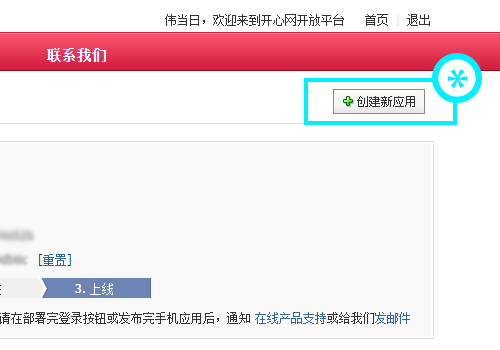 伟当日，欢迎来到开心网开放平台 首页 退出
联系我们
创建新应用
[重置]
3. 上线
请在部署完登录按钮或发布完手机应用后，通知 在线产品支持或给我们发邮件